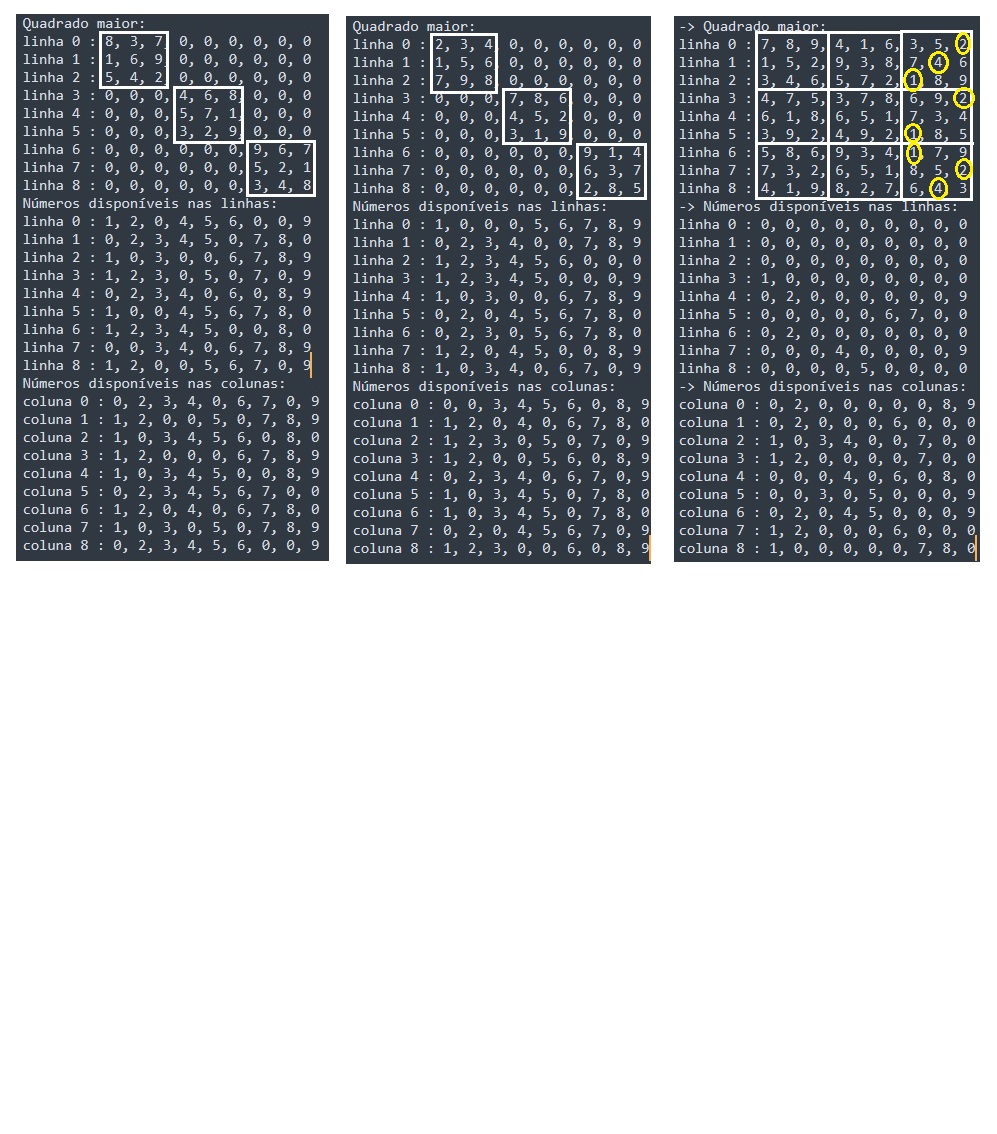 Quadrado maior:
linha 0 : 8, 3, 7, 0, 0, 0, 0, 0, 0
linha 1 : 1, 6, 9, 0, 0, 0, 0, 0, 0
linha 2 : 5, 4, 2, 0, 0, 0, 0, 0, 0
linha 3 : 0, 0, 0, 4, 6, 8, 0, 0, 0
linha 4 : 0, 0, 0, 5, 7, 1, 0, 0, 0
linha 5 : 0, 0, 0, 3, 2, 9, 0, 0, 0
linha 6 : 0, 0, 0, 0, 0, 0, 9, 6, 7
linha 7 : 0, 0, 0, 0, 0, 0, 5, 2, 1
linha 8 : 0, 0, 0, 0, 0, 0, 3, 4, 8
Números disponíveis nas linhas:
linha 0 : 1, 2, 0, 4, 5, 6, 0, 0, 9
linha 1 : 0, 2, 3, 4, 5, 0, 7, 8, 0
linha 2 : 1, 0, 3, 0, 0, 6, 7, 8, 9
linha 3 : 1, 2, 3, 0, 5, 0, 7, 0, 9
linha 4 : 0, 2, 3, 4, 0, 6, 0, 8, 9
linha 5 : 1, 0, 0, 4, 5, 6, 7, 8, 0
linha 6 : 1, 2, 3, 4, 5, 0, 0, 8, 0
linha 7 : 0, 0, 3, 4, 0, 6, 7, 8, 9
linha 8 : 1, 2, 0, 0, 5, 6, 7, 0, 9
Números disponíveis nas colunas:
coluna 0 : 0, 2, 3, 4, 0, 6, 7, 0, 9
coluna 1 : 1, 2, 0, 0, 5, 0, 7, 8, 9
coluna 2 : 1, 0, 3, 4, 5, 6, 0, 8, 0
coluna 3 : 1, 2, 0, 0, 0, 6, 7, 8, 9
coluna 4 : 1, 0, 3, 4, 5, 0, 0, 8, 9
coluna 5 : 0, 2, 3, 4, 5, 6, 7, 0, 0
coluna 6 : 1, 2, 0, 4, 0, 6, 7, 8, 0
coluna 7 : 1, 0, 3, 0, 5, 0, 7, 8, 9
coluna 8 : 0, 2, 3, 4, 5, 6, 0, 0, 9
Quadrado maior:
linha 0 : 2, 3, 4, 0, 0, 0, 0, 0, 0
linha 1 : 1, 5, 6, 0, 0, 0, 0, 0, 0
linha 2 : 7, 9, 8, 0, 0, 0, 0, 0, 0
linha 3 : 0, 0, 0, 7, 8, 6, 0, 0, 0
linha 4 : 0, 0, 0, 4, 5, 2, 0, 0, 0
linha 5 : 0, 0, 0, 3, 1, 9, 0, 0, 0
linha 6 : 0, 0, 0, 0, 0, 0, 9, 1, 4
linha 7 : 0, 0, 0, 0, 0, 0, 6, 3, 7
linha 8 : 0, 0, 0, 0, 0, 0, 2, 8, 5
Números disponíveis nas linhas:
linha 0 : 1, 0, 0, 0, 5, 6, 7, 8, 9
linha 1 : 0, 2, 3, 4, 0, 0, 7, 8, 9
linha 2 : 1, 2, 3, 4, 5, 6, 0, 0, 0
linha 3 : 1, 2, 3, 4, 5, 0, 0, 0, 9
linha 4 : 1, 0, 3, 0, 0, 6, 7, 8, 9
linha 5 : 0, 2, 0, 4, 5, 6, 7, 8, 0
linha 6 : 0, 2, 3, 0, 5, 6, 7, 8, 0
linha 7 : 1, 2, 0, 4, 5, 0, 0, 8, 9
linha 8 : 1, 0, 3, 4, 0, 6, 7, 0, 9
Números disponíveis nas colunas:
coluna 0 : 0, 0, 3, 4, 5, 6, 0, 8, 9
coluna 1 : 1, 2, 0, 4, 0, 6, 7, 8, 0
coluna 2 : 1, 2, 3, 0, 5, 0, 7, 0, 9
coluna 3 : 1, 2, 0, 0, 5, 6, 0, 8, 9
coluna 4 : 0, 2, 3, 4, 0, 6, 7, 0, 9
coluna 5 : 1, 0, 3, 4, 5, 0, 7, 8, 0
coluna 6 : 1, 0, 3, 4, 5, 0, 7, 8, 0
coluna 7 : 0, 2, 0, 4, 5, 6, 7, 0, 9
coluna 8 : 1, 2, 3, 0, 0, 6, 0, 8, 9
-> Quadrado maior:
linha 0 : 7, 8, 9, 4, 1, 6, 3, 5, 2
linha 1 : 1, 5, 2, 9, 3, 8, 7, 4, 6
linha 2 : 3, 4, 6, 5, 7, 2, 1, 8, 9
linha 3 : 4, 7, 5, 3, 7, 8, 6, 9, 2
linha 4 : 6, 1, 8, 6, 5, 1, 7, 3, 4
linha 5 : 3, 9, 2, 4, 9, 2, 1, 8, 5
linha 6 : 5, 8, 6, 9, 3, 4, 1, 7, 9
linha 7 : 7, 3, 2, 6, 5, 1, 8, 5, 2
linha 8 : 4, 1, 9, 8, 2, 7, 6, 4, 3
-> Números disponíveis nas linhas:
linha 0 : 0, 0, 0, 0, 0, 0, 0, 0, 0
linha 1 : 0, 0, 0, 0, 0, 0, 0, 0, 0
linha 2 : 0, 0, 0, 0, 0, 0, 0, 0, 0
linha 3 : 1, 0, 0, 0, 0, 0, 0, 0, 0
linha 4 : 0, 2, 0, 0, 0, 0, 0, 0, 9
linha 5 : 0, 0, 0, 0, 0, 6, 7, 0, 0
linha 6 : 0, 2, 0, 0, 0, 0, 0, 0, 0
linha 7 : 0, 0, 0, 4, 0, 0, 0, 0, 9
linha 8 : 0, 0, 0, 0, 5, 0, 0, 0, 0
-> Números disponíveis nas colunas:
coluna 0 : 0, 2, 0, 0, 0, 0, 0, 8, 9
coluna 1 : 0, 2, 0, 0, 0, 6, 0, 0, 0
coluna 2 : 1, 0, 3, 4, 0, 0, 7, 0, 0
coluna 3 : 1, 2, 0, 0, 0, 0, 7, 0, 0
coluna 4 : 0, 0, 0, 4, 0, 6, 0, 8, 0
coluna 5 : 0, 0, 3, 0, 5, 0, 0, 0, 9
coluna 6 : 0, 2, 0, 4, 5, 0, 0, 0, 9
coluna 7 : 1, 2, 0, 0, 0, 6, 0, 0, 0
coluna 8 : 1, 0, 0, 0, 0, 0, 7, 8, 0